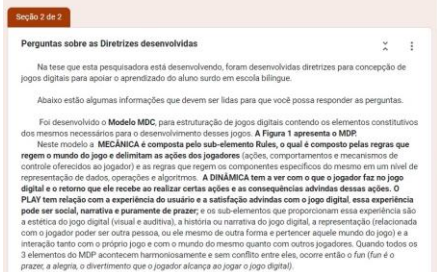 Seção 2 de 2
Perguntas sobre as Diretrizes desenvolvidas
Na tese que esta pesquisadora está desenvolvendo, foram desenvolvidas diretrizes para concepção de
jogos digitais para apoiar o aprendizado do aluno surdo em escola bilíngue.
Abaixo estão algumas informações que devem ser lidas para que você possa responder as perguntas.
Foi desenvolvido o Modelo MDC, para estruturação de jogos digitais contendo os elementos constitutivos
dos mesmos necessários para o desenvolvimento desses jogos. A Figura 1 apresenta o MDP.
Neste modelo a MECÂNICA é composta pelo sub-elemento Rules, o qual é composto pelas regras que
regem o mundo do jogo e delimitam as ações dos jogadores (ações, comportamentos e mecanismos de
controle oferecidos ao jogador) e as regras que regem os componentes específicos do mesmo em um nível de
representação de dados, operações e algoritmos. A DINÂMICA tem a ver com o que o jogador faz no jogo
digital e o retorno que ele recebe ao realizar certas ações e as consequências advindas dessas ações. O
PLAY tem relação com a experiência do usuário e a satisfação advindas com o jogo digital, essa experiência
pode ser social, narrativa e puramente de prazer; e os sub-elementos que proporcionam essa experiência são
a estética do jogo digital (visual e auditiva), a história ou narrativa do jogo digital, a representação (relacionada
com o jogador poder ser outra pessoa, ou ele mesmo de outra forma e pertencer aquele mundo do jogo) e a
interação tanto com o próprio jogo e com o mundo do jogo mesmo quanto com outros jogadores. Quando todos os
3 elementos do MDP acontecem harmoniosamente e sem conflito entre eles, ocorre então o fun (fun é o
prazer, a alegria, o divertimento que o jogador alcança ao jogar o jogo digital).